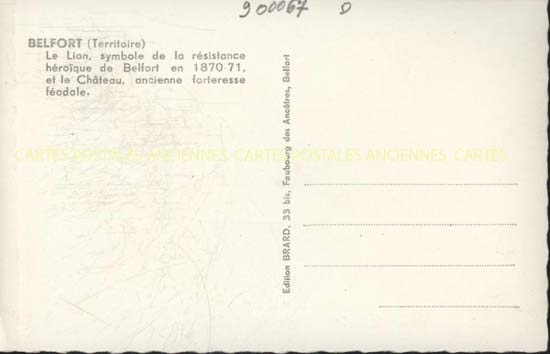 900067 D
BELFORT (Territoire)
Le Lion, symbole de la résistance
héroïque de Belfort en 1870-71,
et le Château, ancienne forteresse
féodale.
CARTES POSTALES ANCIENNES CARTES POSTALES ANCIENNES .COM
Edition BRARD, 33 bis, Faubourg des Ancêtres, Belfort